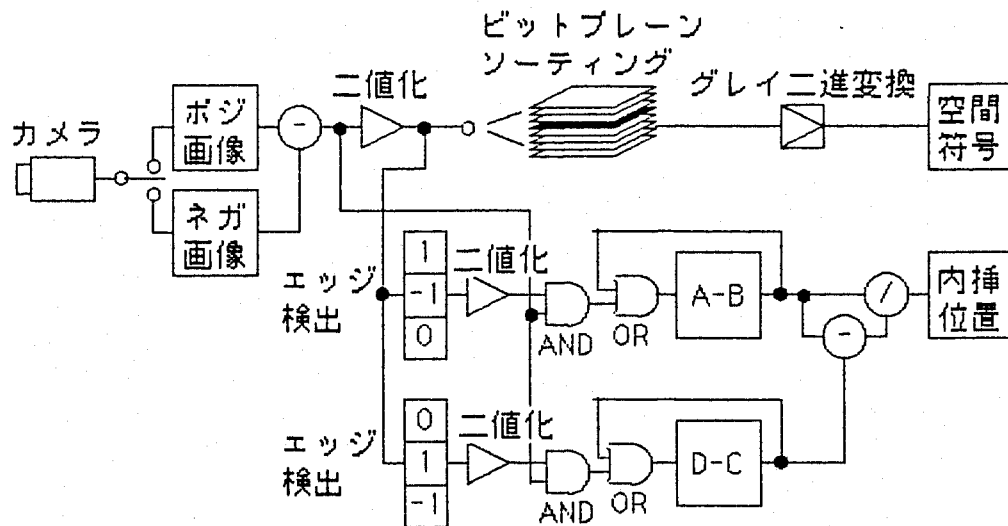 ビットプレーン
ソーティング
二値化
グレイ二進変換
カメラ
ポジ
画像
-
空間
符号
ネガ
画像
エッジ
検出
1
-1
0
二値化
AND
OR
A-B
/
-
内挿
位置
エッジ
検出
0
1
-1
二値化
AND
OR
D-C